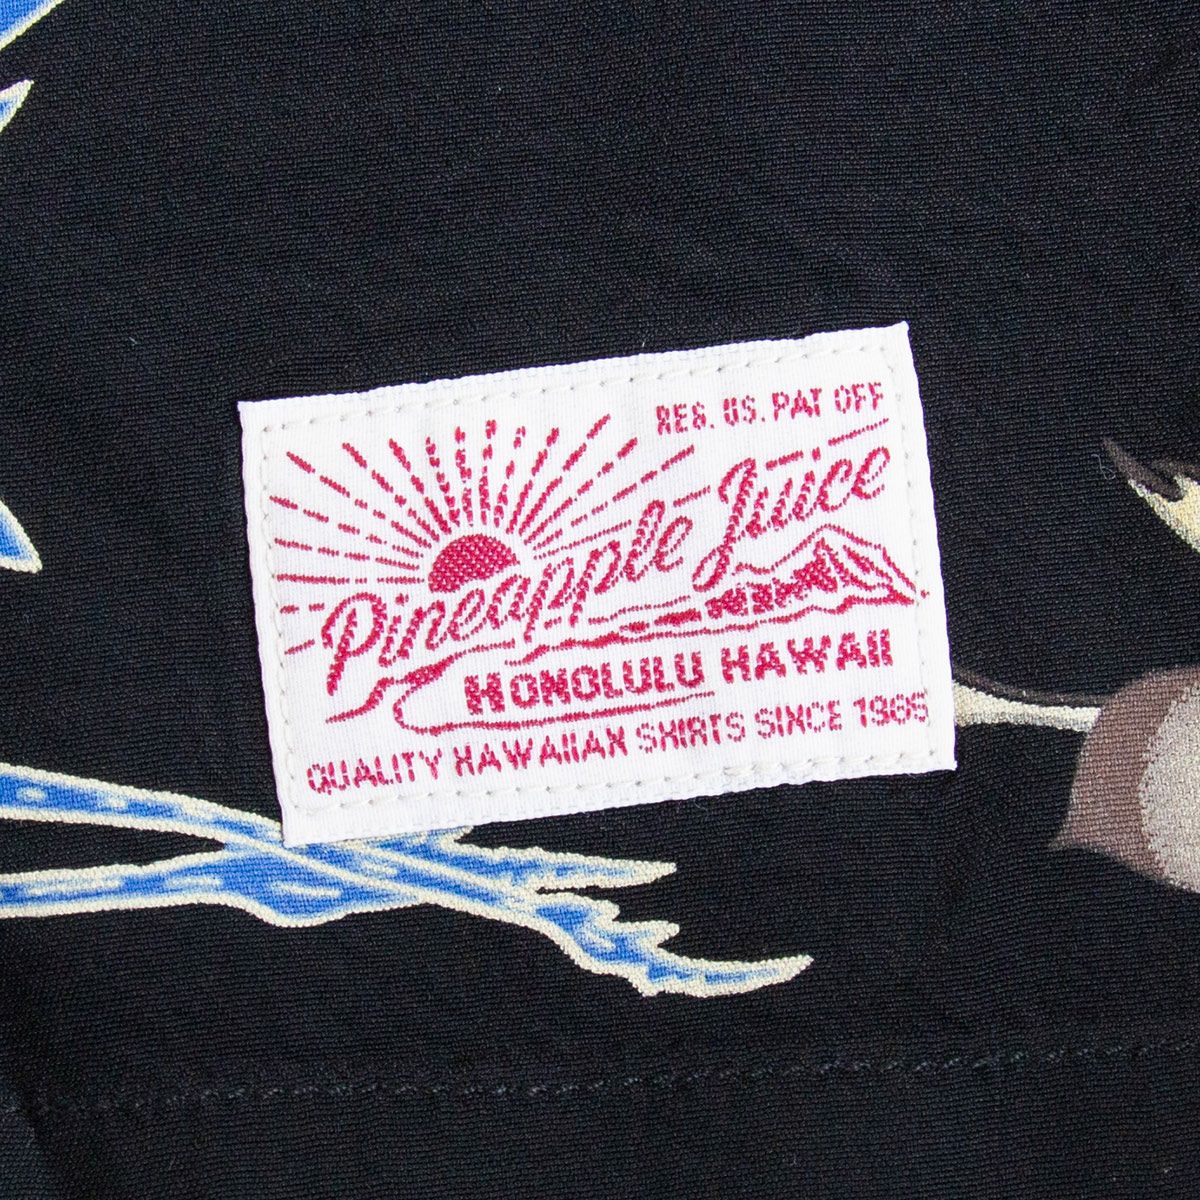 REG. US. PAT OFF
Pineapple Juice
HONOLULU HAWAII
QUALITY HAWAIIAN SHIRTS SINCE 1965